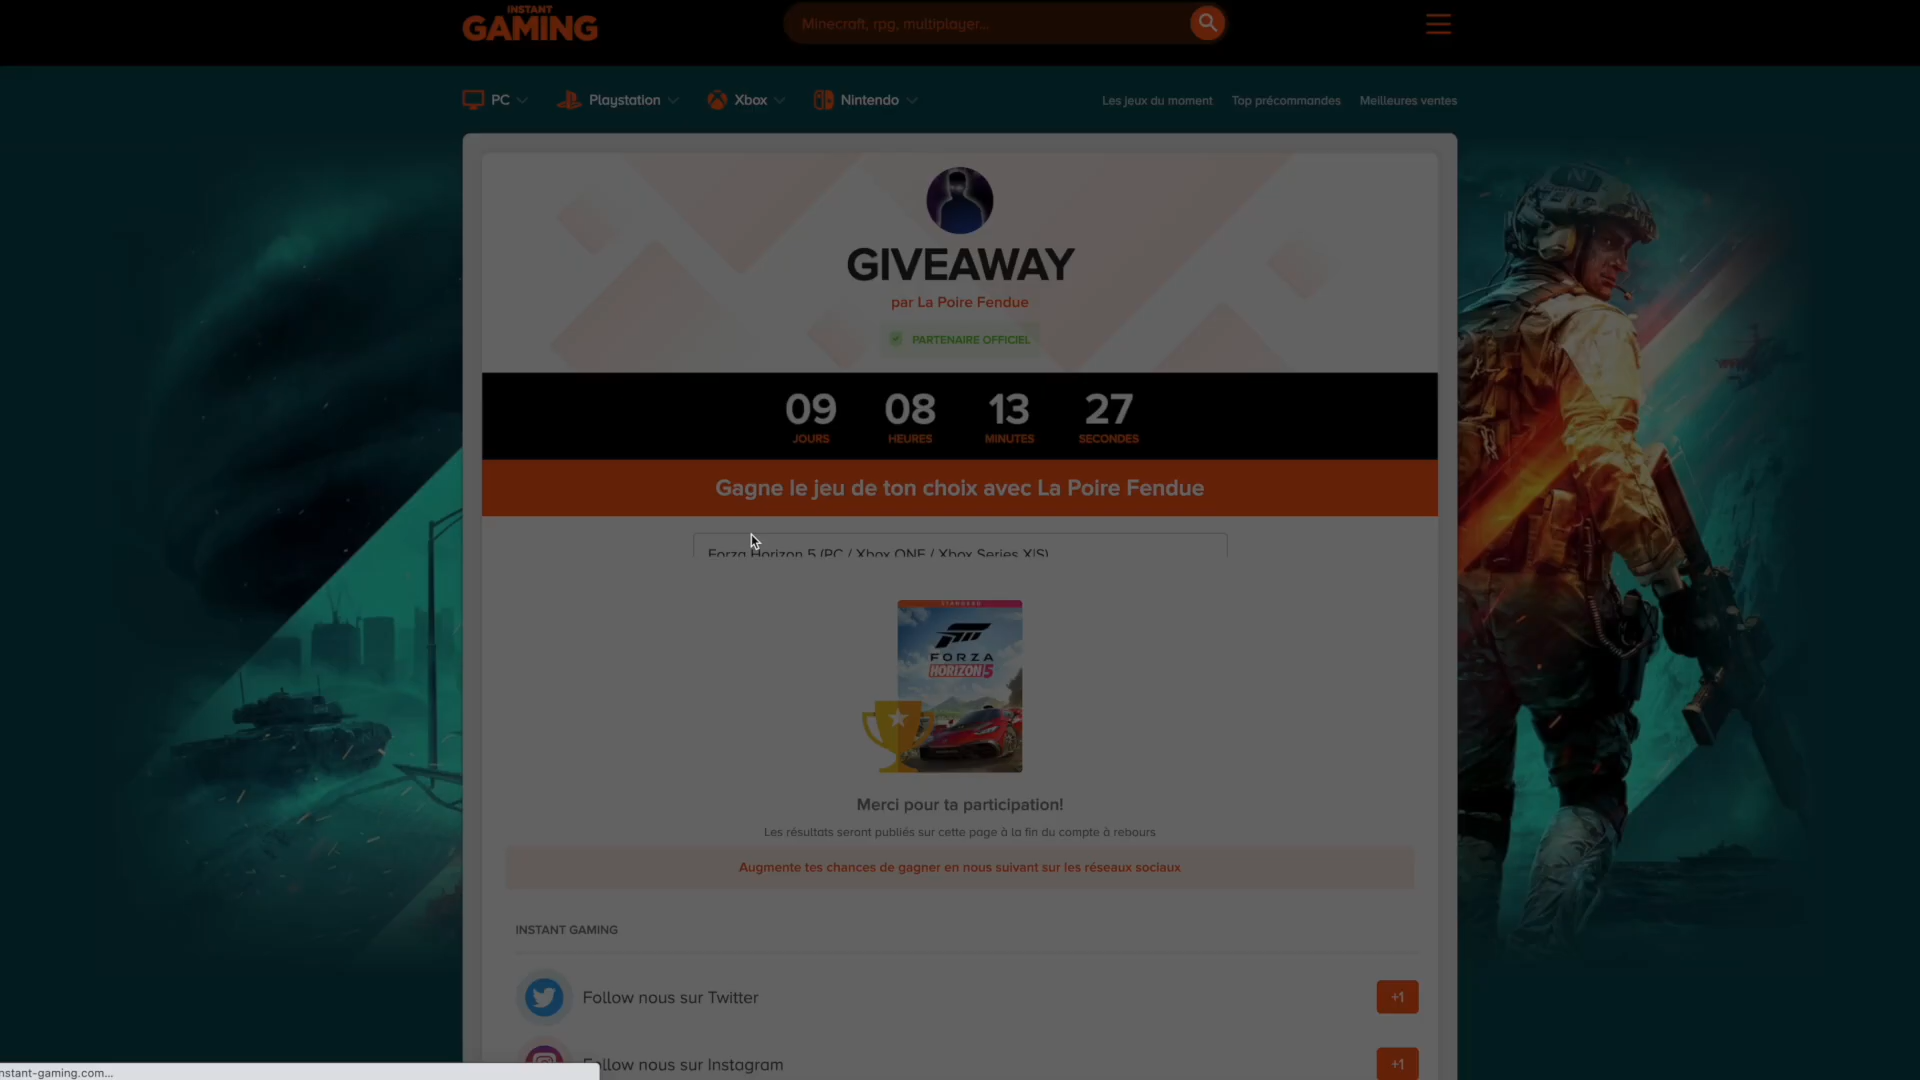 INSTANT
GAMING
Minecraft, rpg, multiplayer...
PC
Playstation
Xbox
Nintendo
Les jeux du moment
Top précommandes
Meilleures ventes
GIVEAWAY
par La Poire Fendue
PARTENAIRE OFFICIEL
09 08 13 27
JOURS HEURES MINUTES SECONDES
Gagne le jeu de ton choix avec La Poire Fendue
Forza Horizon 5 (PC / Xbox ONE / Xbox Series X|S)
STANDARD
FORZA
HORIZON 5
Merci pour ta participation!
Les résultats seront publiés sur cette page à la fin du compte à rebours
Augmente tes chances de gagner en nous suivant sur les réseaux sociaux
INSTANT GAMING
Follow nous sur Twitter
+1
Follow nous sur Instagram
+1
nstant-gaming.com...